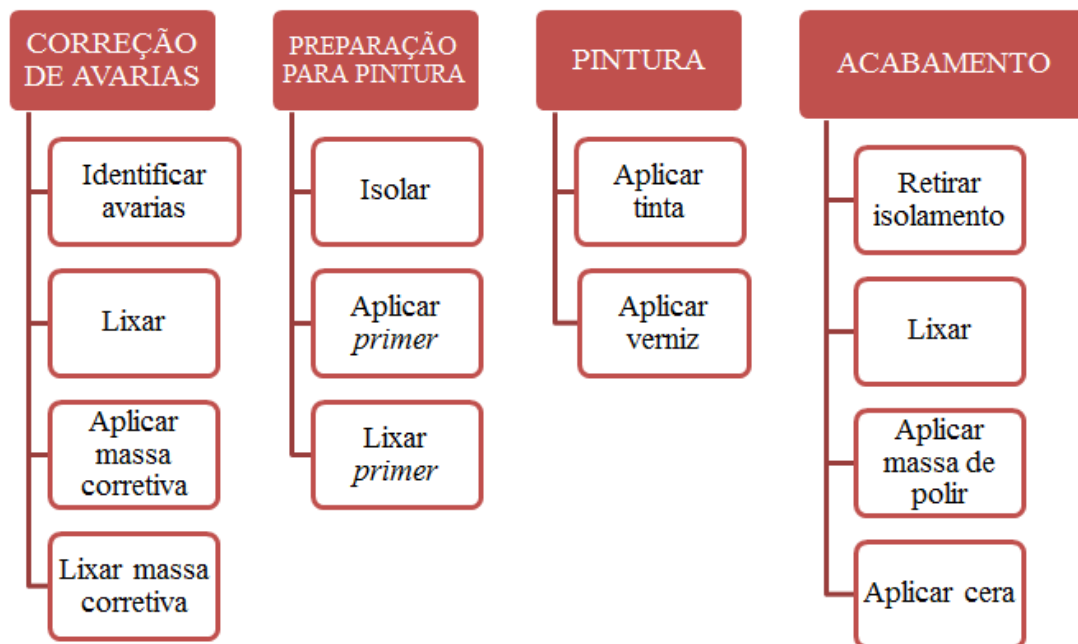 CORREÇÃO
DE AVARIAS
Identificar
avarias
Lixar
Aplicar
massa
corretiva
Lixar massa
corretiva
PREPARAÇÃO
PARA PINTURA
Isolar
Aplicar
primer
Lixar
primer
PINTURA
Aplicar
tinta
Aplicar
verniz
ACABAMENTO
Retirar
isolamento
Lixar
Aplicar
massa de
polir
Aplicar cera